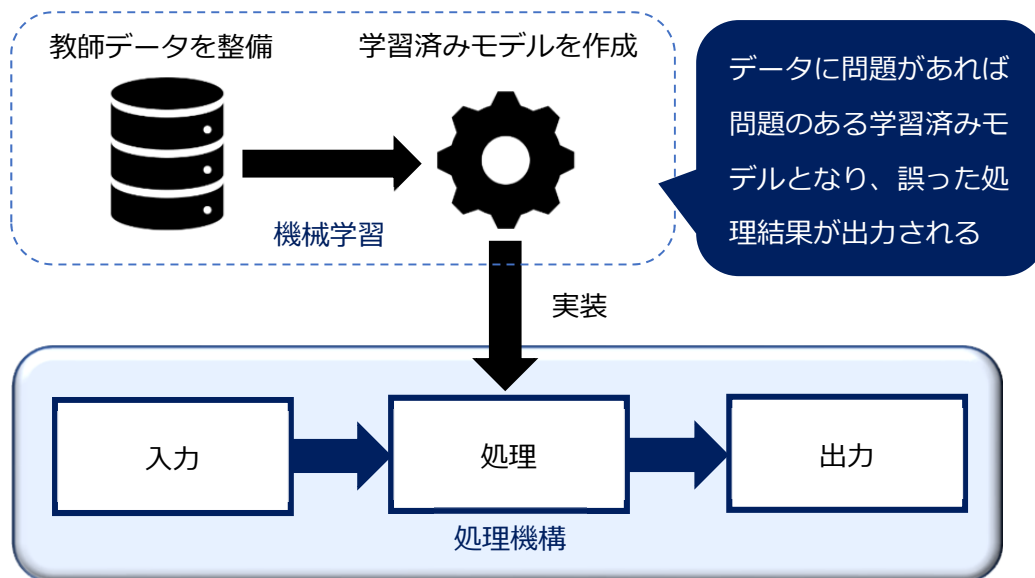 教師データを整備
学習済みモデルを作成
データに問題があれば
問題のある学習済みモ
デルとなり、誤った処
理結果が出力される
機械学習
実装
入力
処理
出力
処理機構